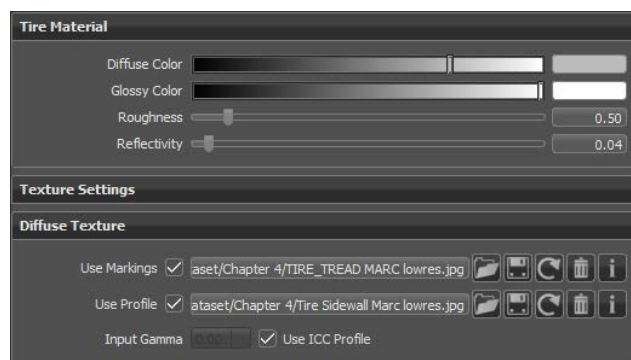 Tire Material
Diffuse Color
Glossy Color
Roughness 0.50
Reflectivity 0.04
Texture Settings
Diffuse Texture
Use Markings aset/Chapter 4/TIRE_TREAD MARC lowres.jpg i
Use Profile ataset/Chapter 4/Tire Sidewall Marc lowres.jpg i
Input Gamma 0.00 Use ICC Profile